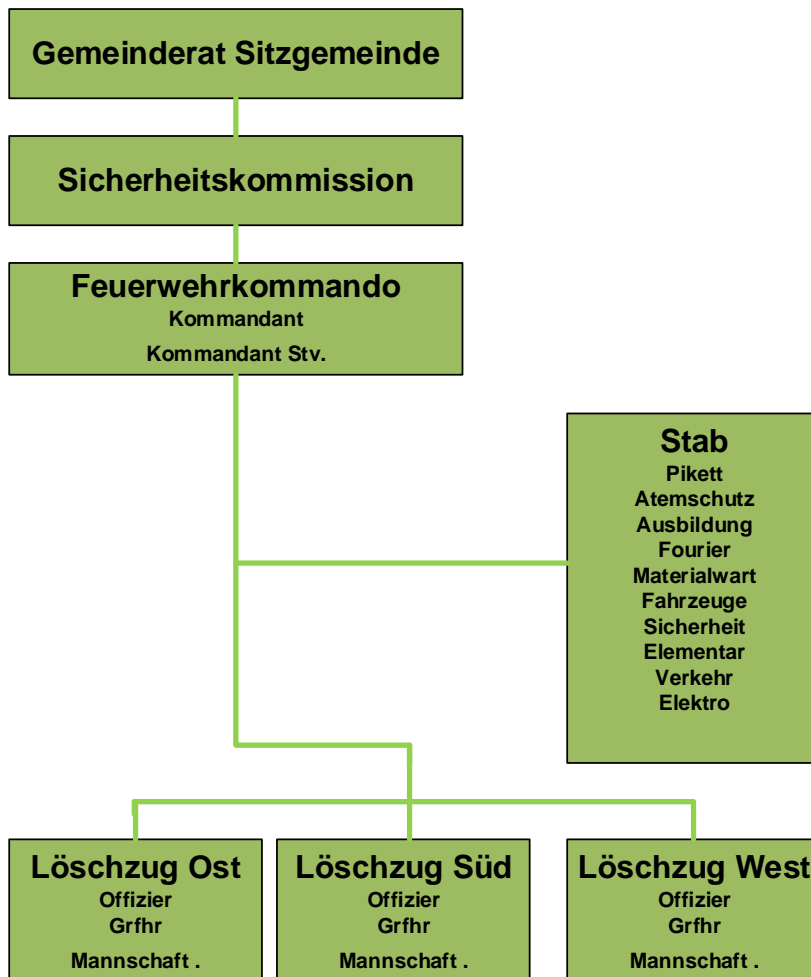 Gemeinderat Sitzgemeinde
Sicherheitskommission
Feuerwehrkommando
Kommandant
Kommandant Stv.
Stab
Pikett
Atemschutz
Ausbildung
Fourier
Materialwart
Fahrzeuge
Sicherheit
Elementar
Verkehr
Elektro
Löschzug Ost
Offizier
Grfhr
Mannschaft .
Löschzug Süd
Offizier
Grfhr
Mannschaft .
Löschzug West
Offizier
Grfhr
Mannschaft .